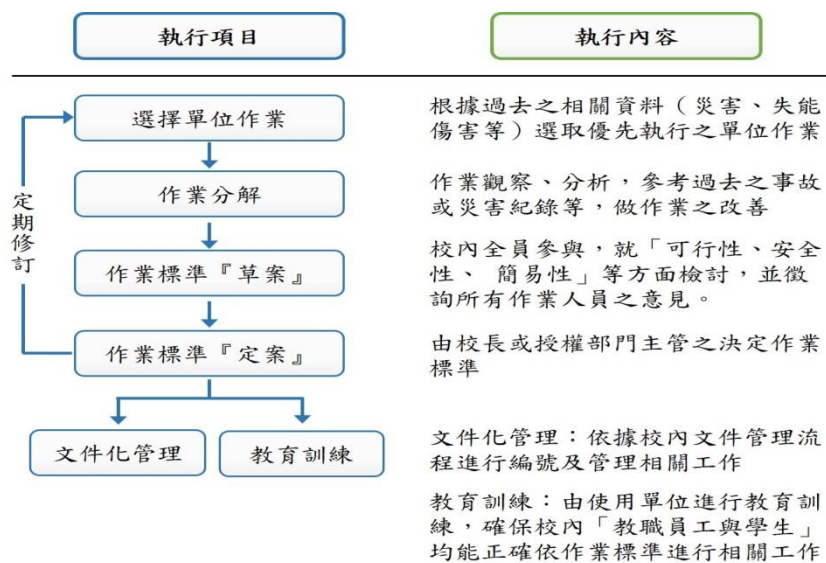 執行項目
執行內容
選擇單位作業
根據過去之相關資料（災害、失能
傷害等）選取優先執行之單位作業
作業分解
作業觀察、分析，參考過去之事故
或災害紀錄等，做作業之改善
定期修訂
作業標準『草案』
校內全員參與，就「可行性、安全
性、 簡易性」等方面檢討，並徵
詢所有作業人員之意見。
作業標準『定案』
由校長或授權部門主管之決定作業
標準
文件化管理
教育訓練
文件化管理：依據校內文件管理流
程進行編號及管理相關工作
教育訓練：由使用單位進行教育訓
練，確保校內「教職員工與學生」
均能正確依作業標準進行相關工作